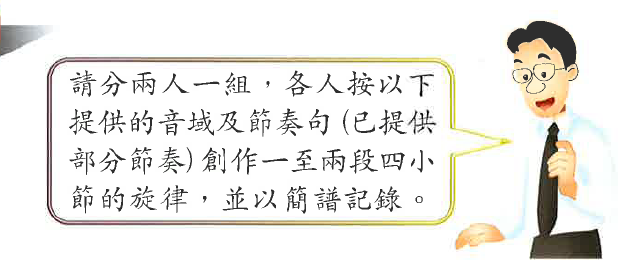 請分兩人一組，各人按以下
提供的音域及節奏句(已提供
部分節奏)創作一至兩段四小
節的旋律，並以簡譜記錄。